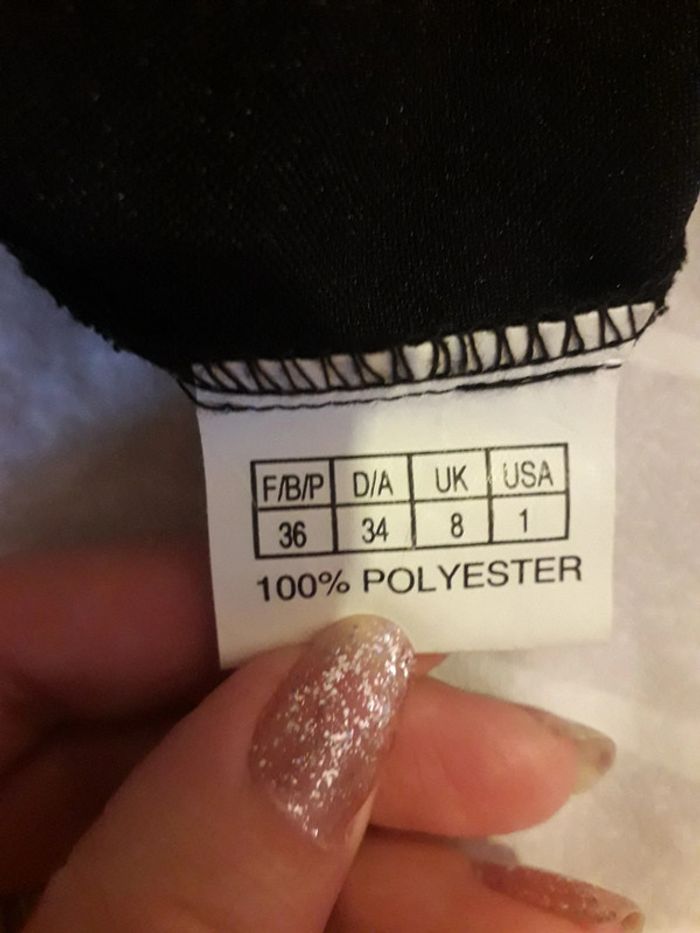 F/B/P D/A UK USA
36 34 8 1
100% POLYESTER